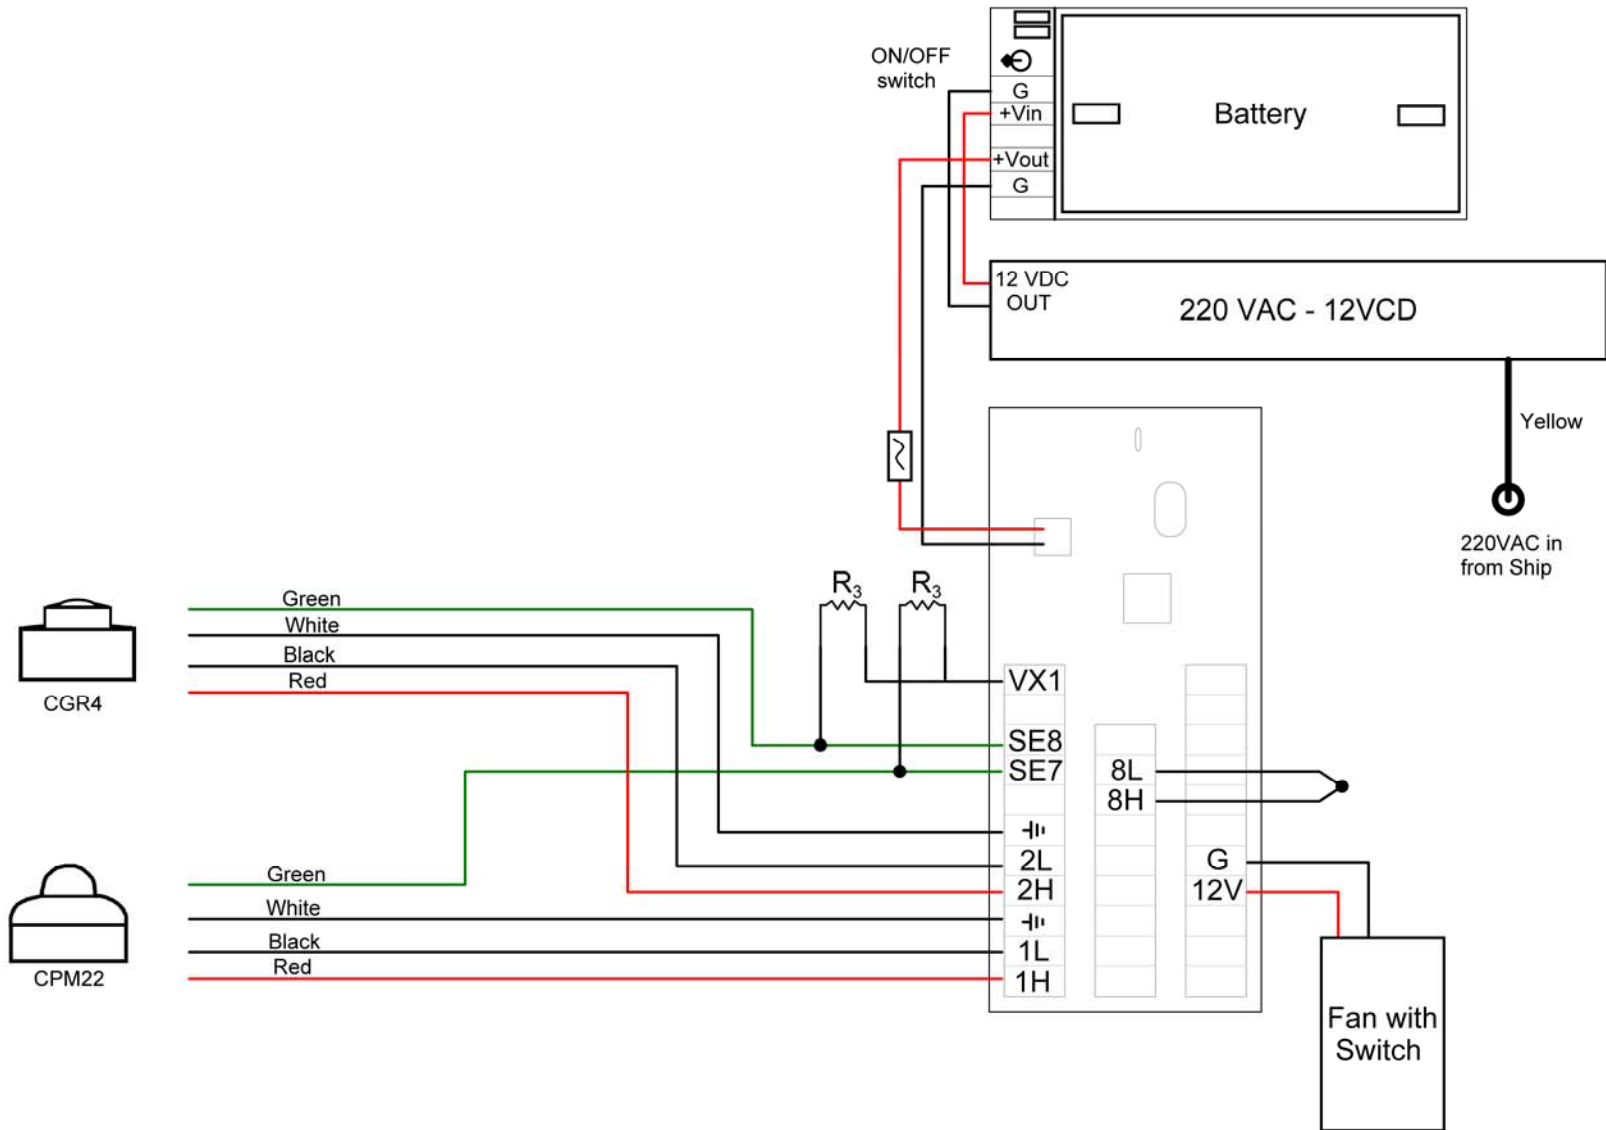 ON/OFF
switch
G
+Vin
+Vout
G
Battery
12 VDC
OUT
220 VAC - 12VCD
Yellow
220VAC in
from Ship
R3
R3
Green
White
Black
Red
CGR4
VX1
SE8
SE7
2L
2H
1L
1H
8L
8H
G
12V
Green
White
Black
Red
CPM22
Fan with
Switch